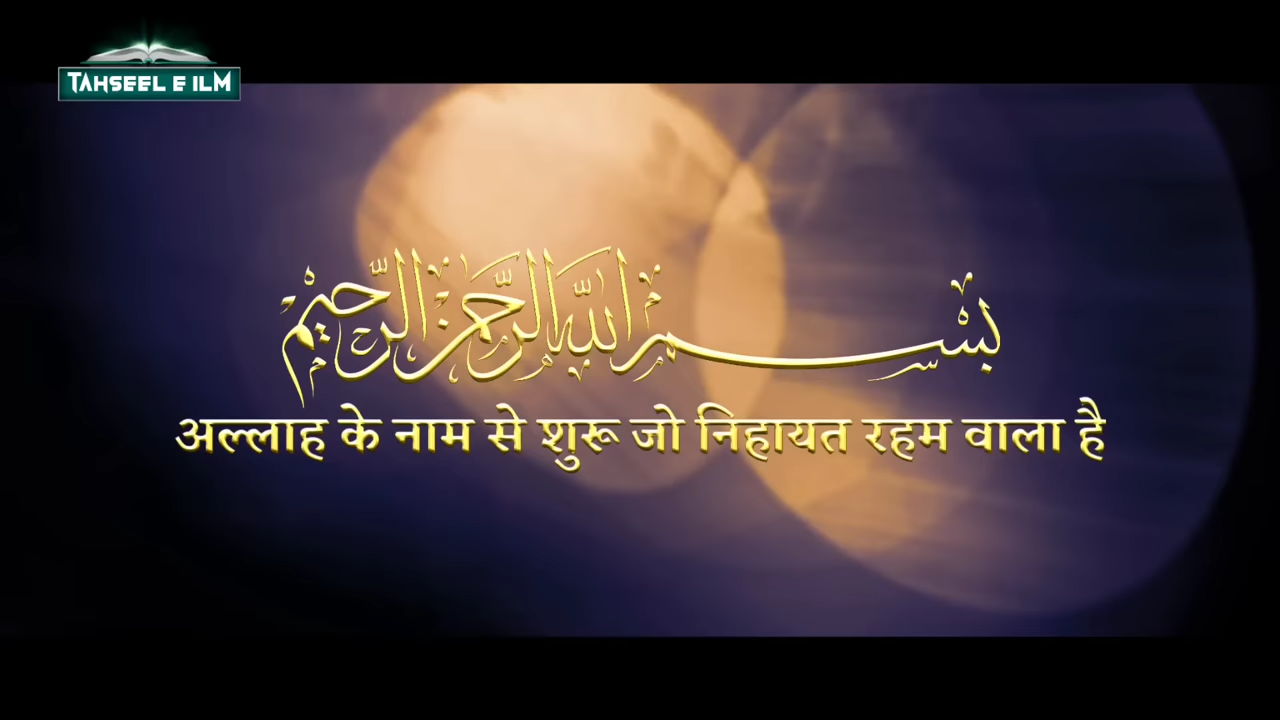 TAHSEEL E ILM
بسم الله الرحمن الرحيم
अल्लाह के नाम से शुरू जो निहायत रहम वाला है